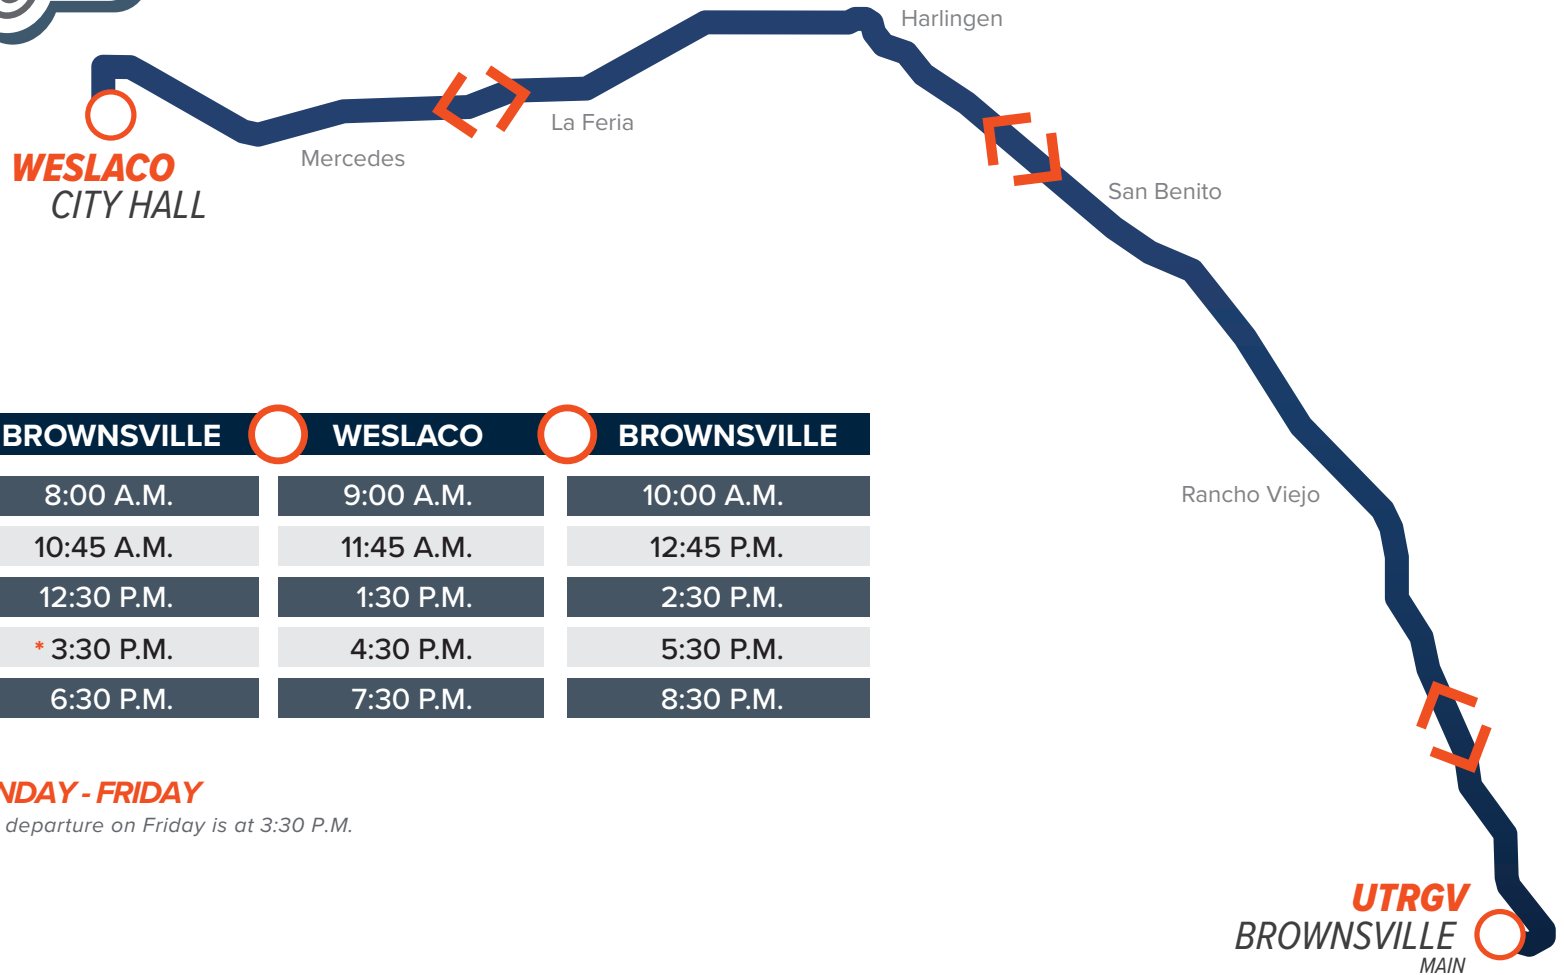 Harlingen
La Feria
Mercedes
WESLACO
CITY HALL
San Benito
BROWNSVILLE WESLACO BROWNSVILLE
8:00 A.M. 9:00 A.M. 10:00 A.M.
10:45 A.M. 11:45 A.M. 12:45 P.M.
12:30 P.M. 1:30 P.M. 2:30 P.M.
* 3:30 P.M. 4:30 P.M. 5:30 P.M.
6:30 P.M. 7:30 P.M. 8:30 P.M.
Rancho Viejo
NDAY - FRIDAY
departure on Friday is at 3:30 P.M.
UTRGV
BROWNSVILLE
MAIN